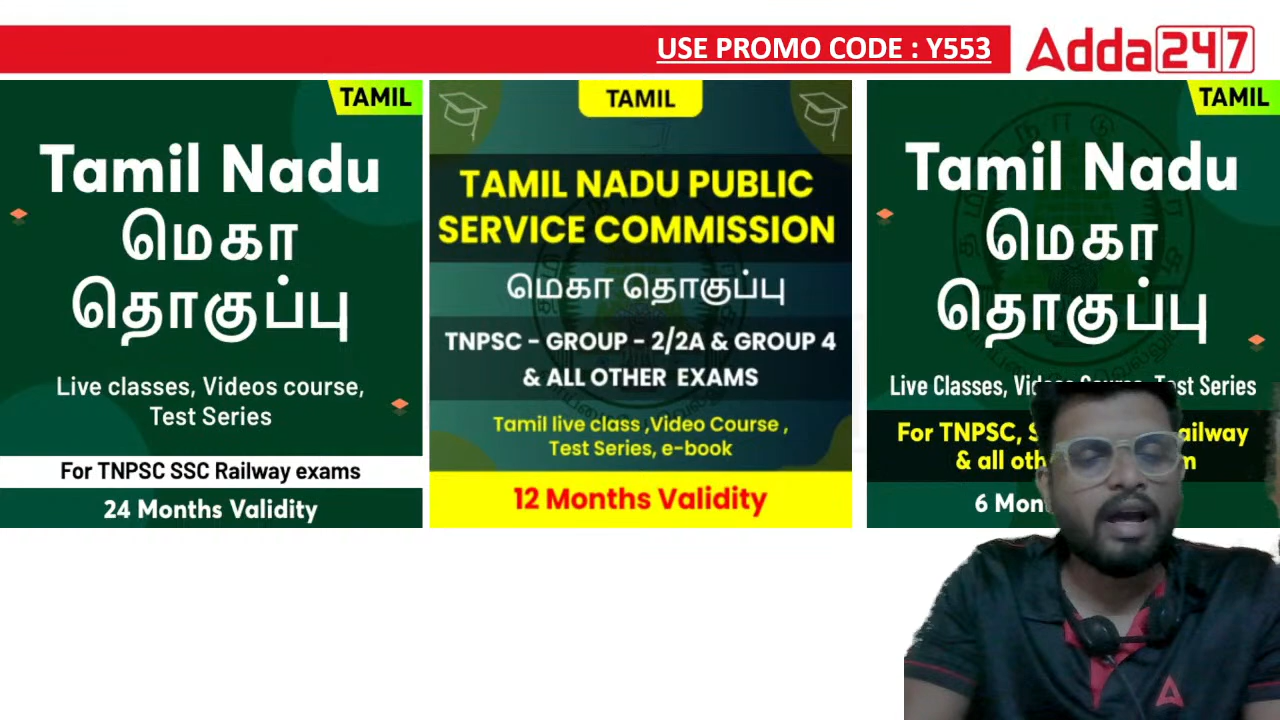 USE PROMO CODE : Y553
Adda247
TAMIL
Tamil Nadu
மெகா
தொகுப்பு
Live classes, Videos course,
Test Series
For TNPSC SSC Railway exams
24 Months Validity
TAMIL
TAMIL NADU PUBLIC
SERVICE COMMISSION
மெகா தொகுப்பு
TNPSC - GROUP - 2/2A & GROUP 4
& ALL OTHER EXAMS
Tamil live class ,Video Course ,
Test Series, e-book
12 Months Validity
TAMIL
Tamil Nadu
மெகா
தொகுப்பு
Live Classes, Test Series
For TNPSC,
& all
6